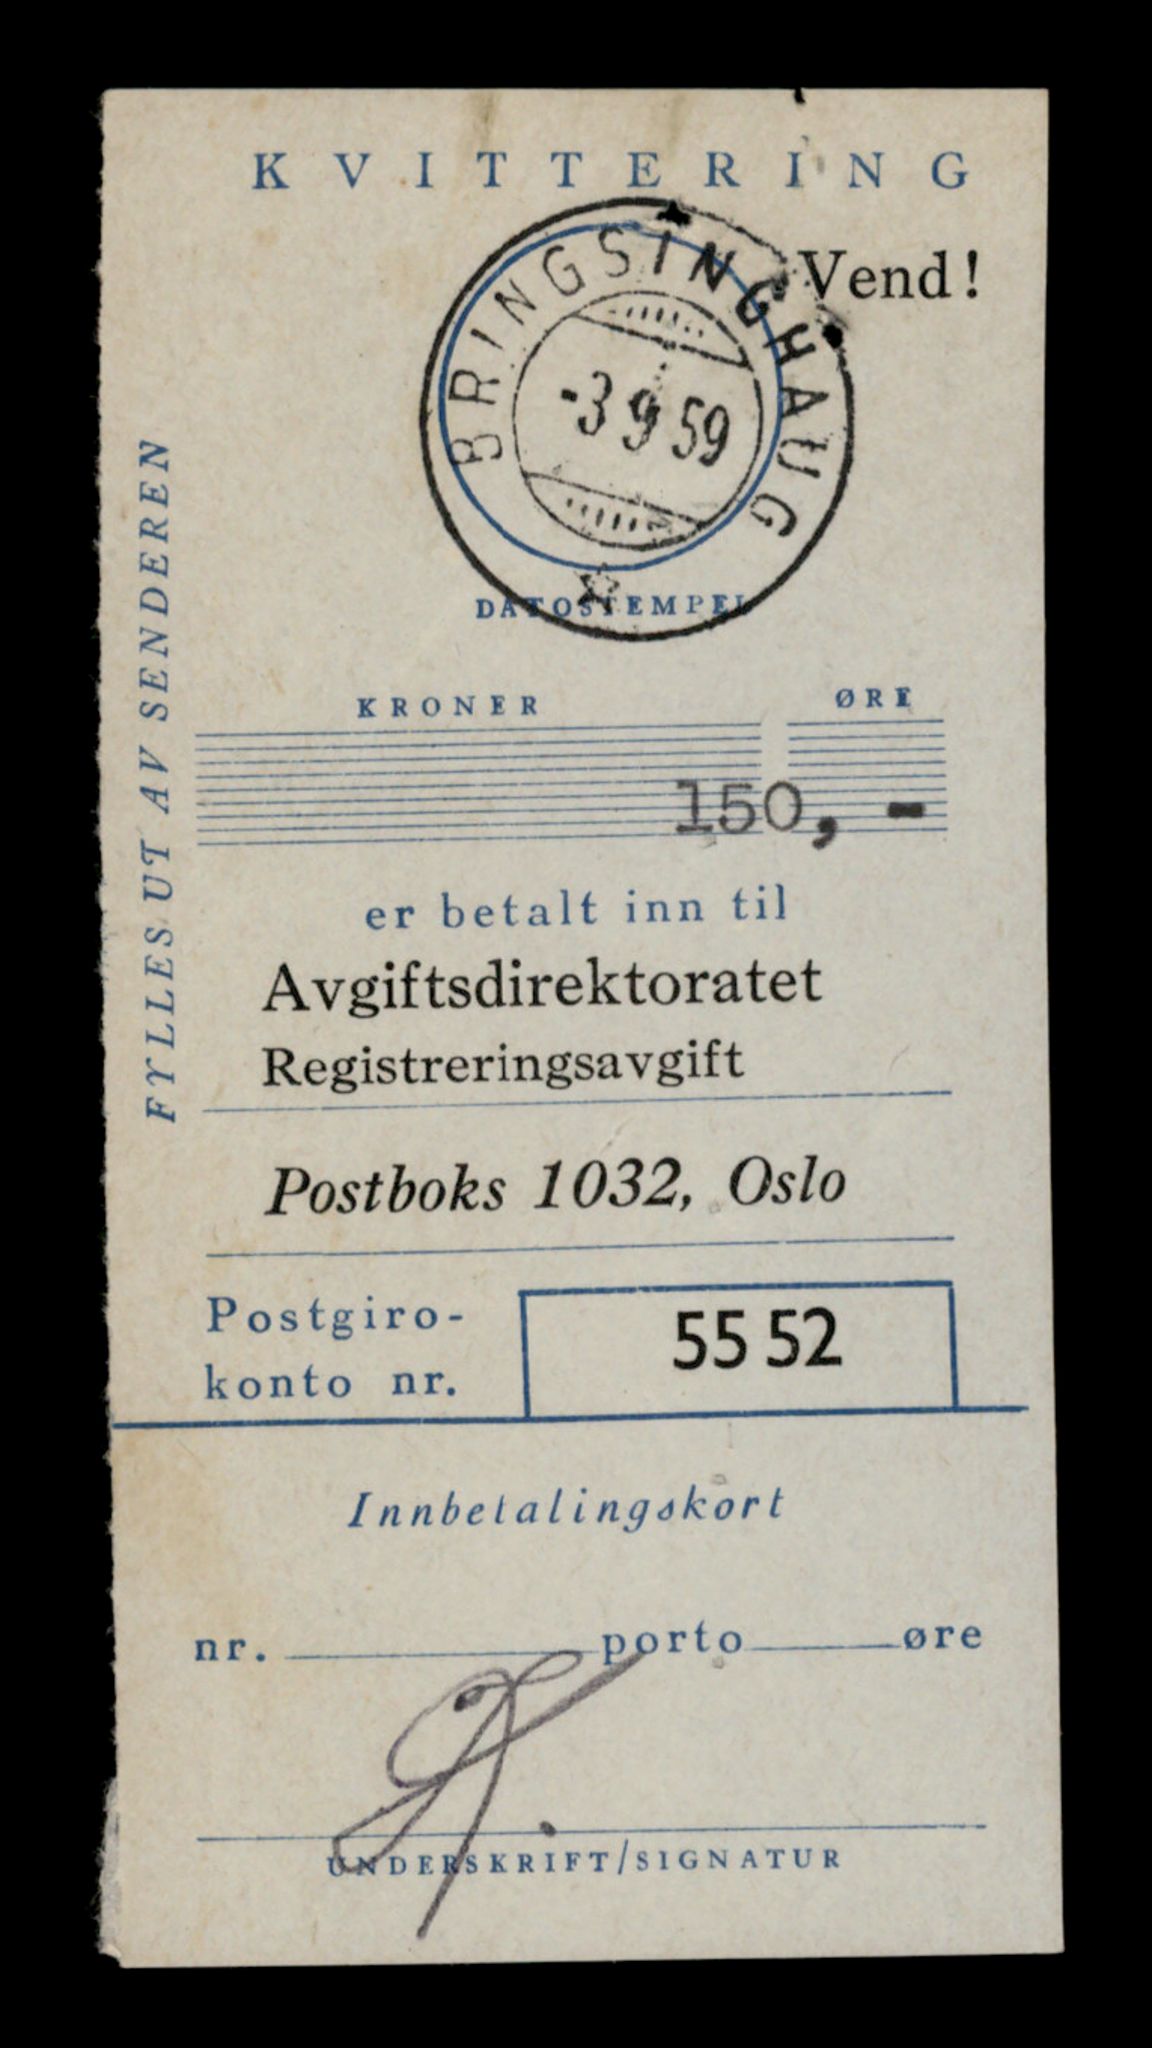 KVITTERING
Vend!
BRINGSINGHAUG
-3 9 59
DATOSTEMPEL
FYLLES UT AV SENDEREN
KRONER ØRE
150, -
er betalt inn til
Avgiftsdirektoratet
Registreringsavgift
Postboks 1032, Oslo
Postgiro-
konto nr.
55 52
Innbetalingskort
nr. porto øre
UNDERSKRIFT/SIGNATUR